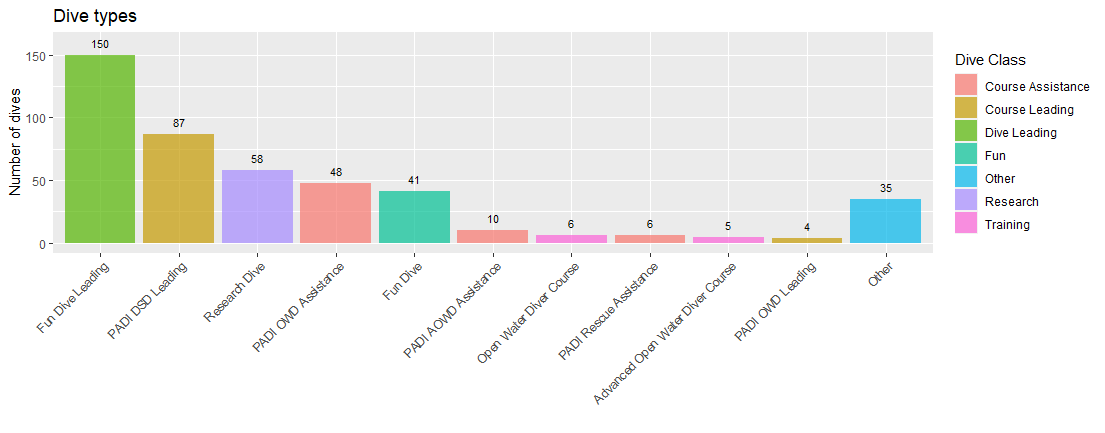 Dive types
Number of dives
150
100
50
0
150
87
58
48
41
10
6
6
5
4
35
Fun Dive Leading
PADI DSD Leading
Research Dive
PADI OWD Assistance
Fun Dive
PADI AOWD Assistance
Open Water Diver Course
PADI Rescue Assistance
Advanced Open Water Diver Course
PADI OWD Leading
Other
Dive Class
Course Assistance
Course Leading
Dive Leading
Fun
Other
Research
Training